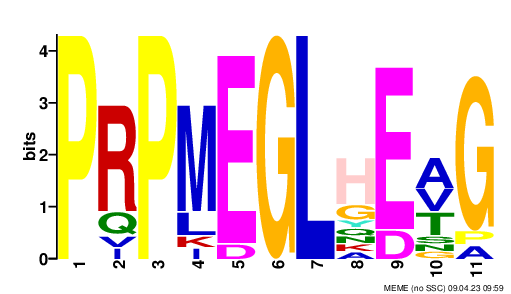 bits
4
3
2
1
0
P R P M E G L H E A G
Q L D G D V P
V K Y T A
I I Q S
N N
K G
A
1 2 3 4 5 6 7 8 9 10 11
MEME (no SSC) 09.04.23 09:59